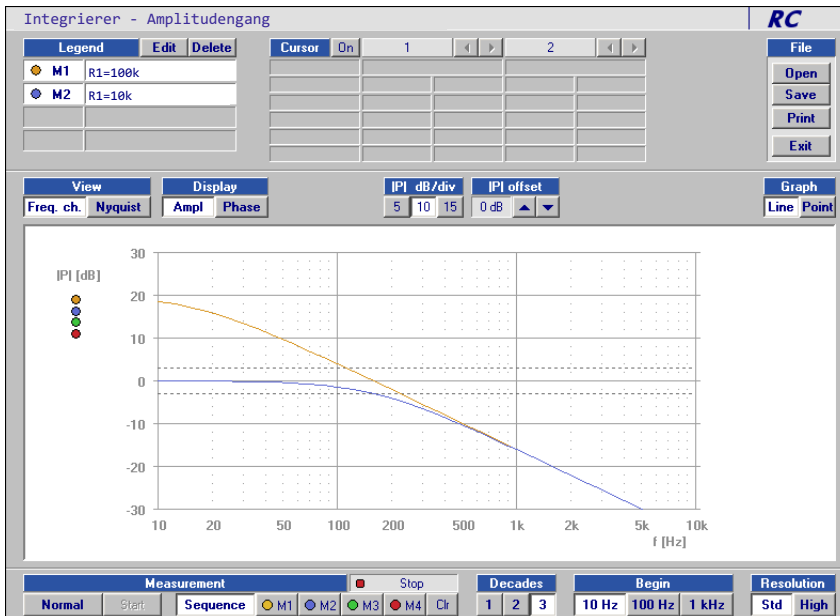 Integrierer - Amplitudengang
RC
Legend Edit Delete
M1 R1=100k
M2 R1=10k
Cursor On 1 2
File
Open
Save
Print
Exit
View
Freq. ch. Nyquist
Display
Ampl Phase
|P| dB/div
5 10 15
|P| offset
0 dB
Graph
Line Point
|P| [dB]
30
20
10
0
-10
-20
-30
10 20 50 100 200 500 1k 2k 5k 10k
f [Hz]
Measurement Stop
Normal Start Sequence M1 M2 M3 M4 Clr
Decades
1 2 3
Begin
10 Hz 100 Hz 1 kHz
Resolution
Std High